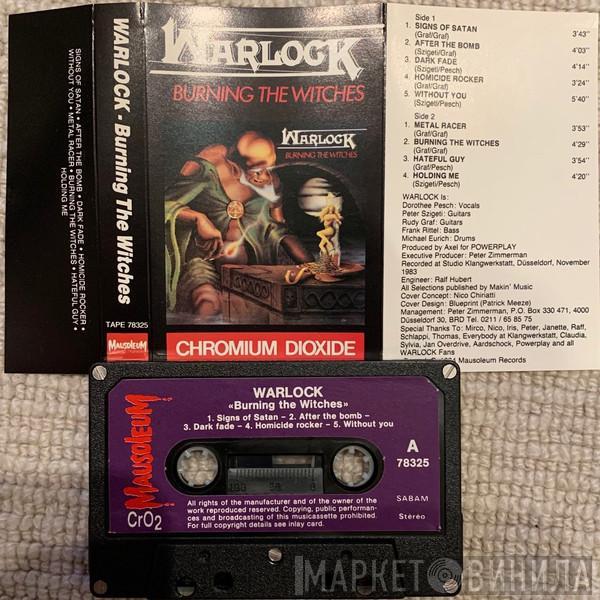 SIGNS OF SATAN • AFTER THE BOMB • DARK FADE • HOMICIDE ROCKER •
WITHOUT YOU • METAL RACER • BURNING THE WITCHES • HATEFUL GUY •
HOLDING ME
WARLOCK - Burning The Witches
TAPE 78325
MAUSOLEUM
WARLOCK
BURNING THE WITCHES
WARLOCK
BURNING THE WITCHES
CHROMIUM DIOXIDE
Side 1
1. SIGNS OF SATAN
(Graf/Graf) 3'43"
2. AFTER THE BOMB
(Graf/Graf) 4'03"
3. DARK FADE
(Szigeti/Pesch) 4'14"
4. HOMICIDE ROCKER
(Szigeti/Pesch) 3'24"
5. WITHOUT YOU
(Szigeti/Pesch) 5'40"
Side 2
1. METAL RACER
(Graf/Graf) 3'53"
2. BURNING THE WITCHES
(Graf/Graf) 4'29"
3. HATEFUL GUY
(Szigeti/Pesch) 3'54"
4. HOLDING ME
(Szigeti/Pesch) 4'20"
WARLOCK Is:
Dorothee Pesch: Vocals
Peter Szigeti: Guitars
Rudy Graf: Guitars
Frank Rittel: Bass
Michael Eurich: Drums
Produced by Axel for POWERPLAY
Executive Producer: Peter Zimmerman
Recorded at Studio Klangwerkstatt, Düsseldorf, November
1983
Engineer: Ralf Hubert
All Selections published by Makin' Music
Cover Concept: Nico Chiriatti
Cover Design: Blueprint (Patrick Meeze)
Management: Peter Zimmerman, P.O. Box 330 471, 4000
Düsseldorf 30, BRD Tel. 0211 / 65 85 75
Special Thanks To: Mirco, Nico, Iris, Peter, Janette, Raff,
Schlappi, Thomas, Everybody at Klangwerkstatt, Claudia,
Sylvia, Jan Overdrive, Aardschock, Powerplay and all
WARLOCK Fans
Mausoleum Records
MAUSOLEUM
CrO2
WARLOCK
«Burning the Witches»
1. Signs of Satan – 2. After the bomb –
3. Dark fade – 4. Homicide rocker – 5. Without you
A
78325
100 50 0
SABAM
Stéréo
All rights of the manufacturer and of the owner of the
work reproduced reserved. Copying, public performan-
ces and broadcasting of this musicassette prohibited.
For full copyright details see inlay card.
МАРКЕТ ВИНИЛА